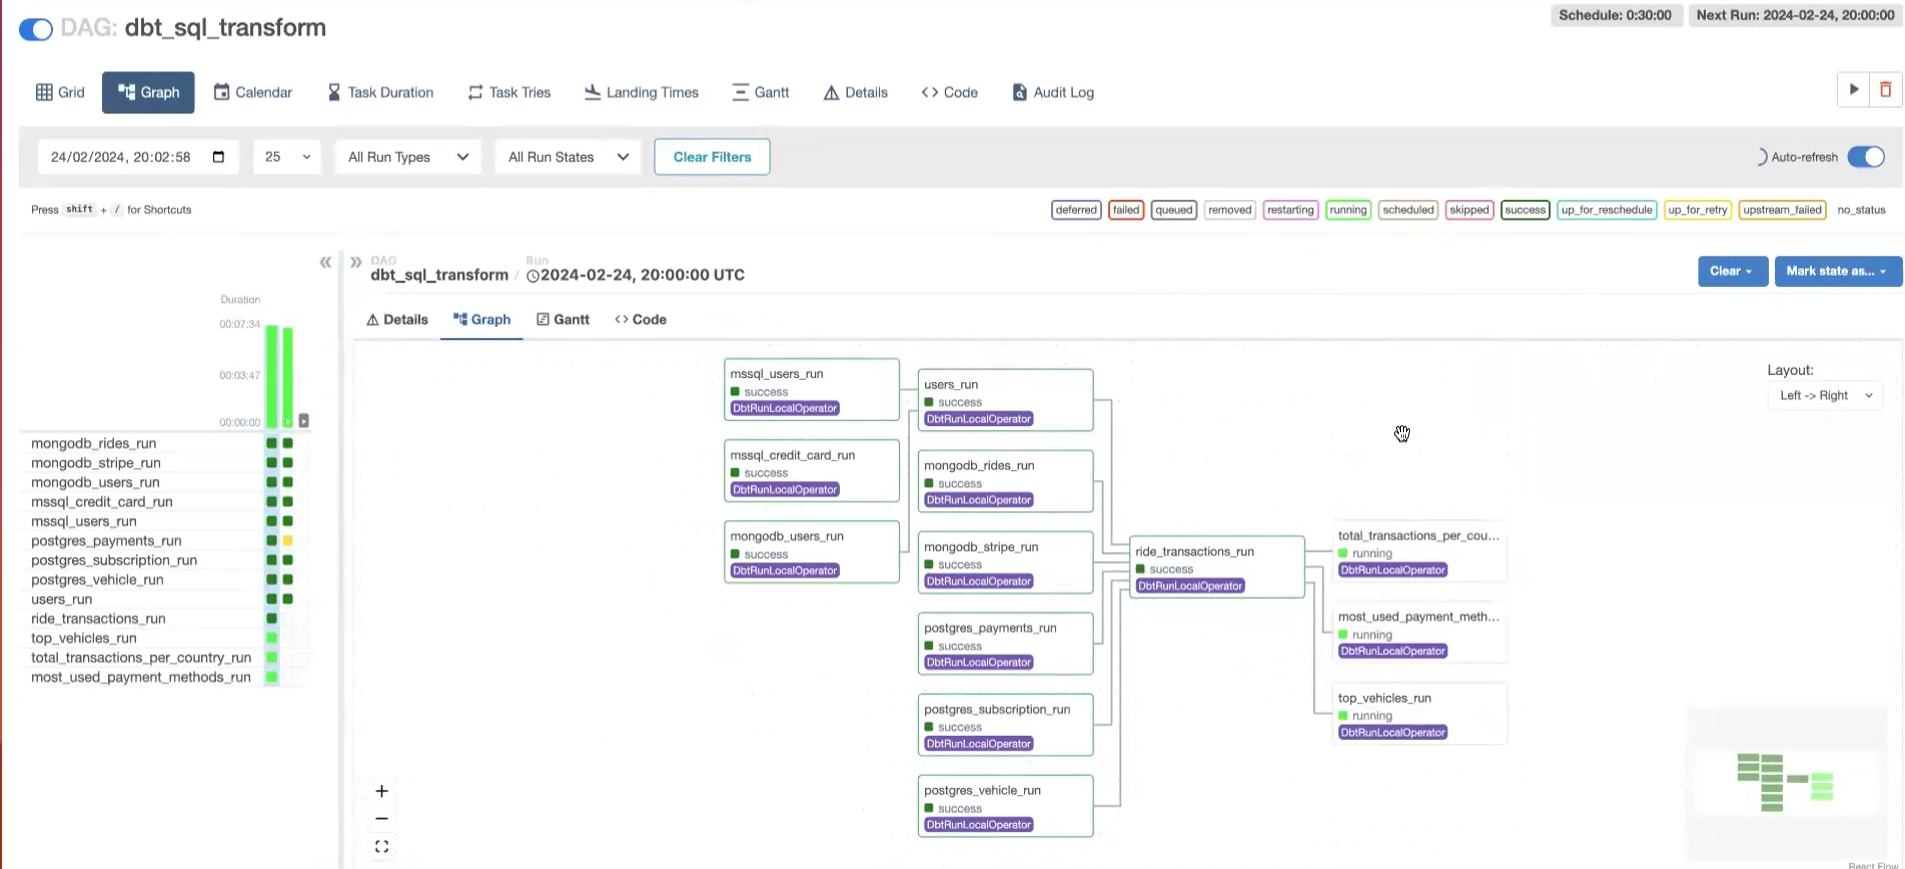 DAG: dbt_sql_transform
Schedule: 0:30:00
Next Run: 2024-02-24, 20:00:00
Grid
Graph
Calendar
Task Duration
Task Tries
Landing Times
Gantt
Details
Code
Audit Log
24/02/2024, 20:02:58
25
All Run Types
All Run States
Clear Filters
Auto-refresh
Press shift + / for Shortcuts
deferred
failed
queued
removed
restarting
running
scheduled
skipped
success
up_for_reschedule
up_for_retry
upstream_failed
no_status
Duration
00:07:34
00:03:47
00:00:00
mongodb_rides_run
mongodb_stripe_run
mongodb_users_run
mssql_credit_card_run
mssql_users_run
postgres_payments_run
postgres_subscription_run
postgres_vehicle_run
users_run
ride_transactions_run
top_vehicles_run
total_transactions_per_country_run
most_used_payment_methods_run
DAG
dbt_sql_transform /
Run
2024-02-24, 20:00:00 UTC
Clear
Mark state as...
Details
Graph
Gantt
Code
Layout:
Left -> Right
mssql_users_run
success
DbtRunLocalOperator
mssql_credit_card_run
success
DbtRunLocalOperator
mongodb_users_run
success
DbtRunLocalOperator
users_run
success
DbtRunLocalOperator
mongodb_rides_run
success
DbtRunLocalOperator
mongodb_stripe_run
success
DbtRunLocalOperator
postgres_payments_run
success
DbtRunLocalOperator
postgres_subscription_run
success
DbtRunLocalOperator
postgres_vehicle_run
success
DbtRunLocalOperator
ride_transactions_run
success
DbtRunLocalOperator
total_transactions_per_cou...
running
DbtRunLocalOperator
most_used_payment_meth...
running
DbtRunLocalOperator
top_vehicles_run
running
DbtRunLocalOperator
React Flow